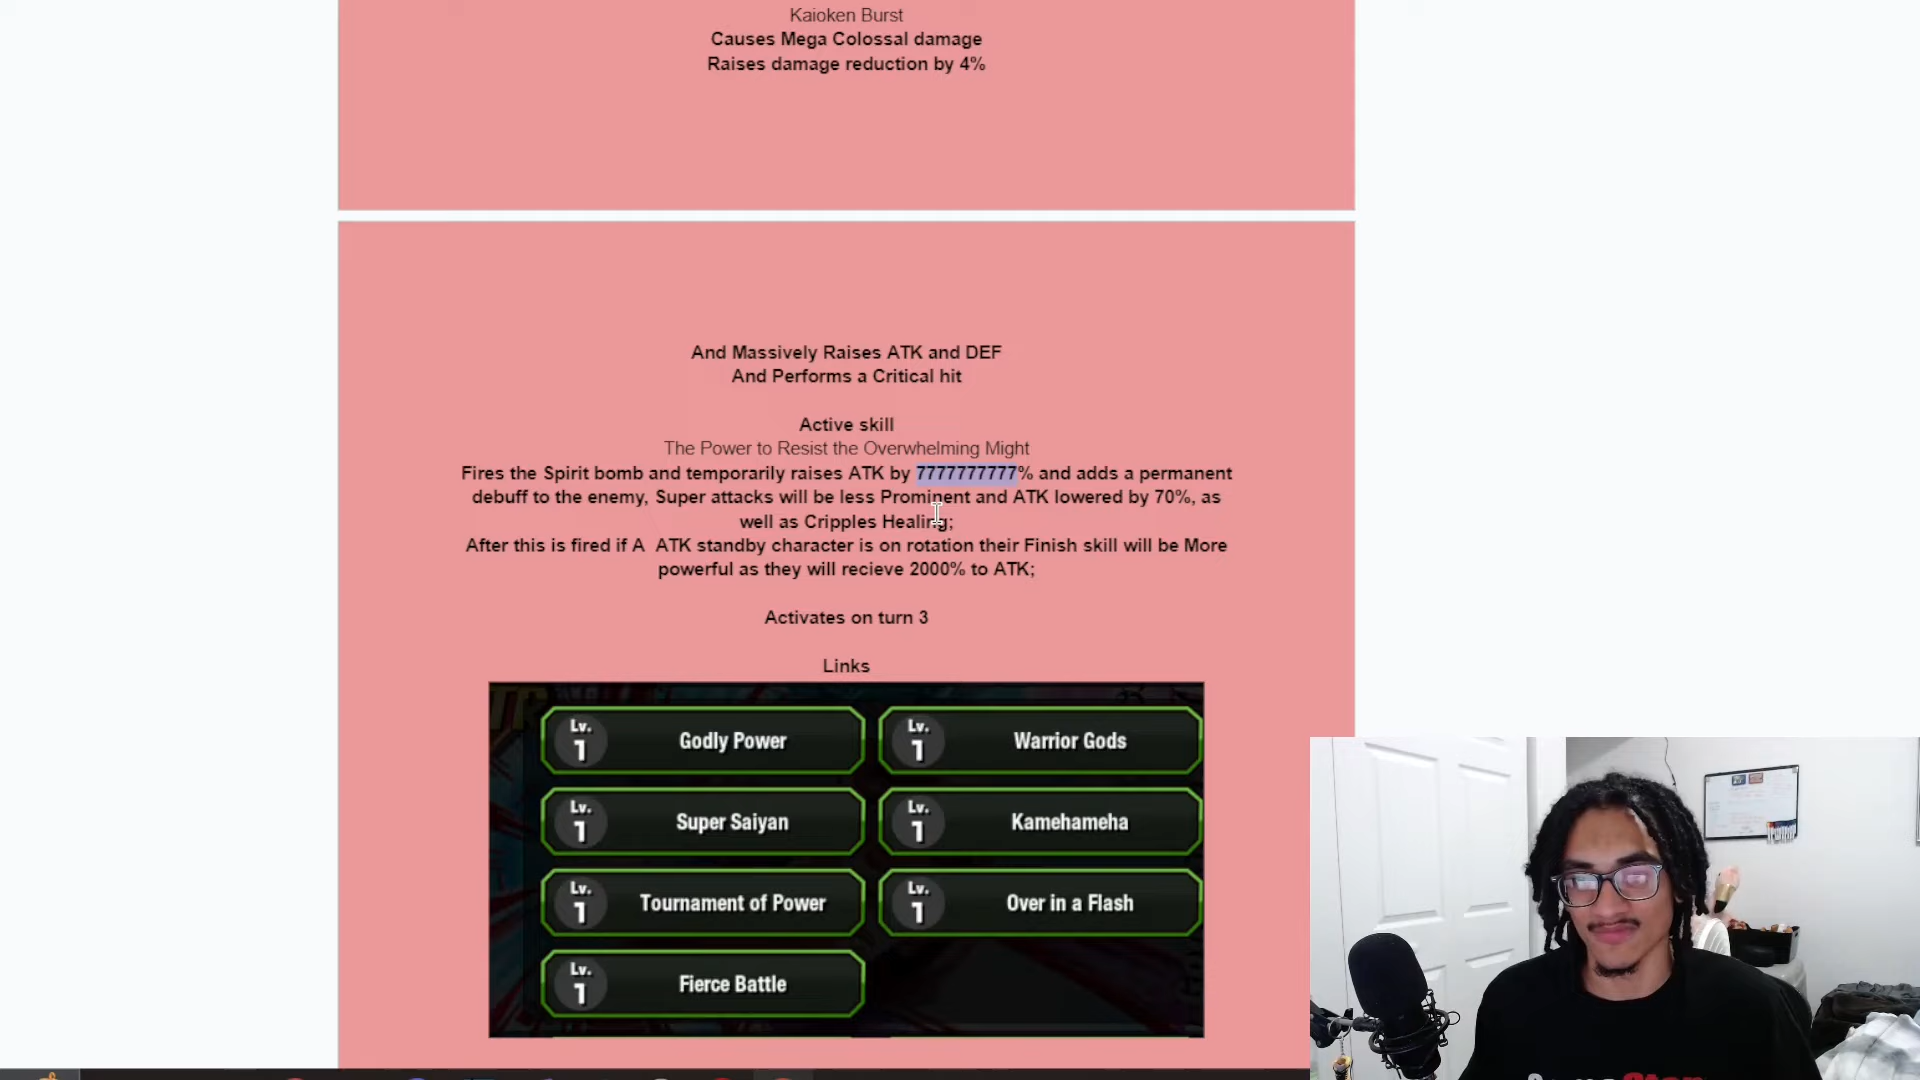 Kaioken Burst
Causes Mega Colossal damage
Raises damage reduction by 4%
And Massively Raises ATK and DEF
And Performs a Critical hit
Active skill
The Power to Resist the Overwhelming Might
Fires the Spirit bomb and temporarily raises ATK by 7777777777% and adds a permanent
debuff to the enemy, Super attacks will be less Prominent and ATK lowered by 70%, as
well as Cripples Healing;
After this is fired if A  ATK standby character is on rotation their Finish skill will be More
powerful as they will recieve 2000% to ATK;
Activates on turn 3
Links
Lv. 1 Godly Power
Lv. 1 Warrior Gods
Lv. 1 Super Saiyan
Lv. 1 Kamehameha
Lv. 1 Tournament of Power
Lv. 1 Over in a Flash
Lv. 1 Fierce Battle